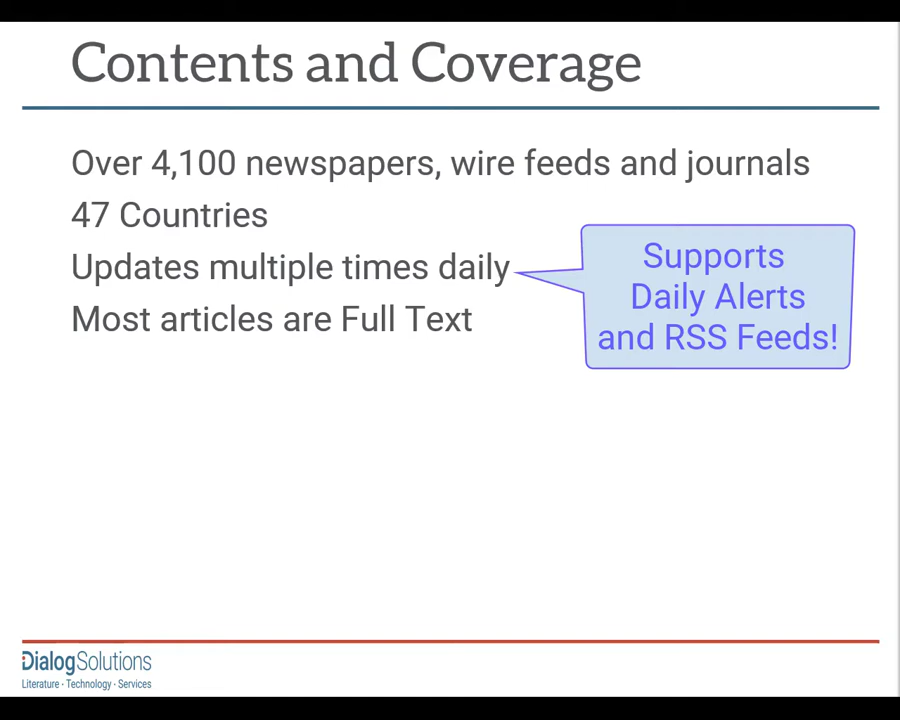 Contents and Coverage
Over 4,100 newspapers, wire feeds and journals
47 Countries
Updates multiple times daily
Most articles are Full Text
Supports
Daily Alerts
and RSS Feeds!
DialogSolutions
Literature · Technology · Services